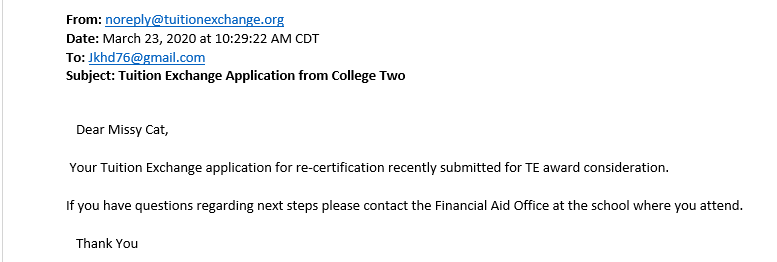 From: noreply@tuitionexchange.org
Date: March 23, 2020 at 10:29:22 AM CDT
To: Jkhd76@gmail.com
Subject: Tuition Exchange Application from College Two
Dear Missy Cat,
Your Tuition Exchange application for re-certification recently submitted for TE award consideration.
If you have questions regarding next steps please contact the Financial Aid Office at the school where you attend.
Thank You